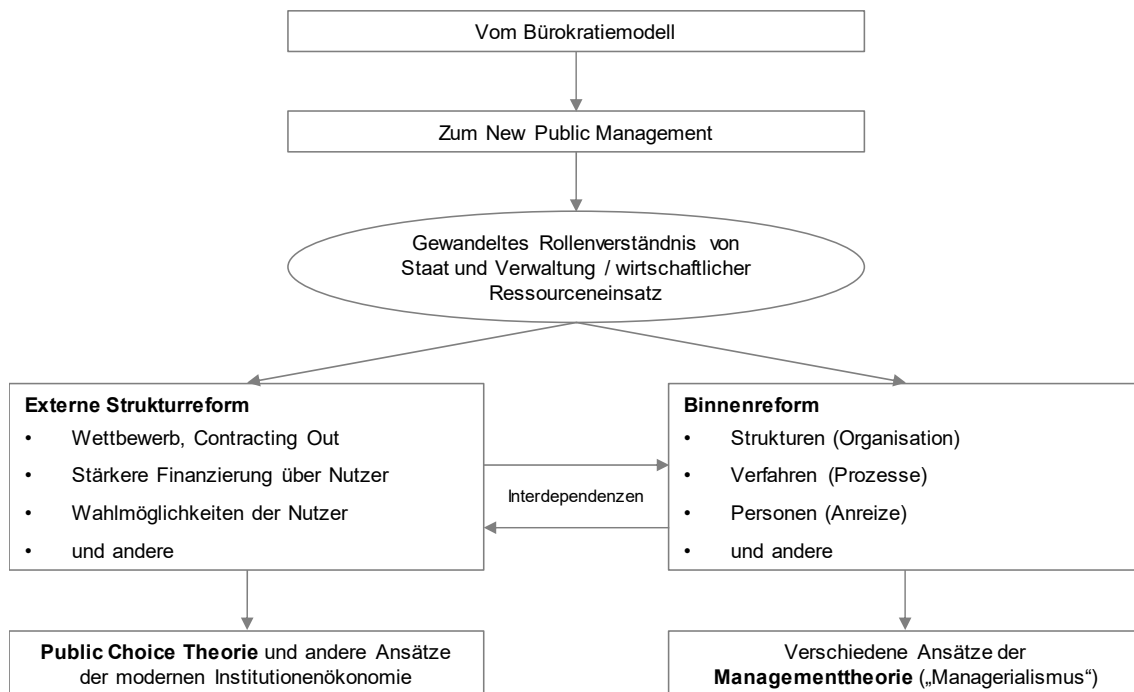 Vom Bürokratiemodell
Zum New Public Management
Gewandeltes Rollenverständnis von
Staat und Verwaltung / wirtschaftlicher
Ressourceneinsatz
Externe Strukturreform
• Wettbewerb, Contracting Out
• Stärkere Finanzierung über Nutzer
• Wahlmöglichkeiten der Nutzer
• und andere
Interdependenzen
Binnenreform
• Strukturen (Organisation)
• Verfahren (Prozesse)
• Personen (Anreize)
• und andere
Public Choice Theorie und andere Ansätze
der modernen Institutionenökonomie
Verschiedene Ansätze der
Managementtheorie („Managerialismus“)